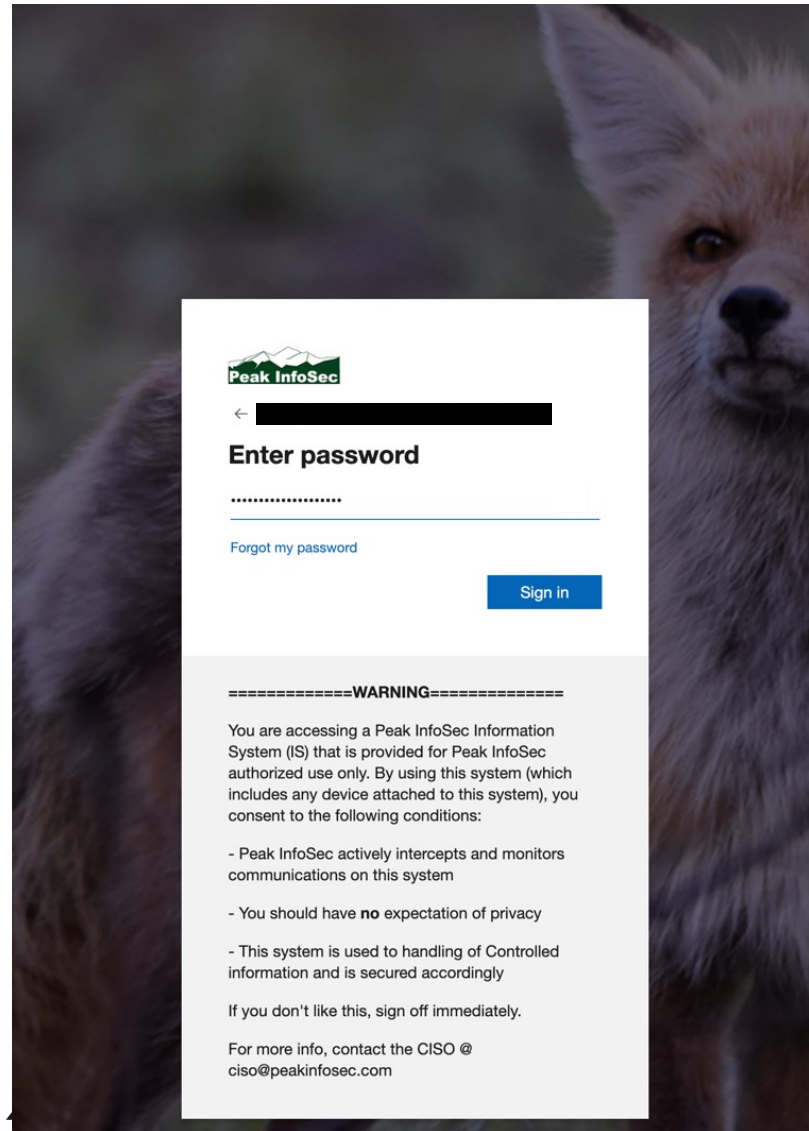 Peak InfoSec
Enter password
Forgot my password
Sign in
=============WARNING==============
You are accessing a Peak InfoSec Information
System (IS) that is provided for Peak InfoSec
authorized use only. By using this system (which
includes any device attached to this system), you
consent to the following conditions:
- Peak InfoSec actively intercepts and monitors
communications on this system
- You should have no expectation of privacy
- This system is used to handling of Controlled
information and is secured accordingly
If you don't like this, sign off immediately.
For more info, contact the CISO @
ciso@peakinfosec.com